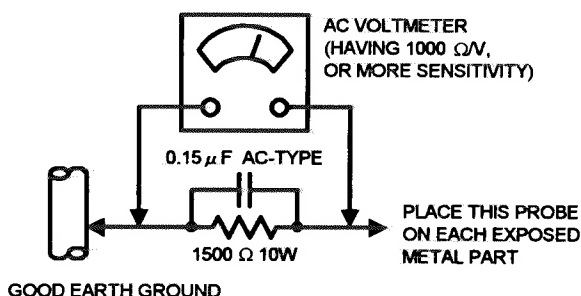 AC VOLTMETER
(HAVING 1000 Ω/V,
OR MORE SENSITIVITY)
0.15 μF AC-TYPE
1500 Ω 10W
PLACE THIS PROBE
ON EACH EXPOSED
METAL PART
GOOD EARTH GROUND